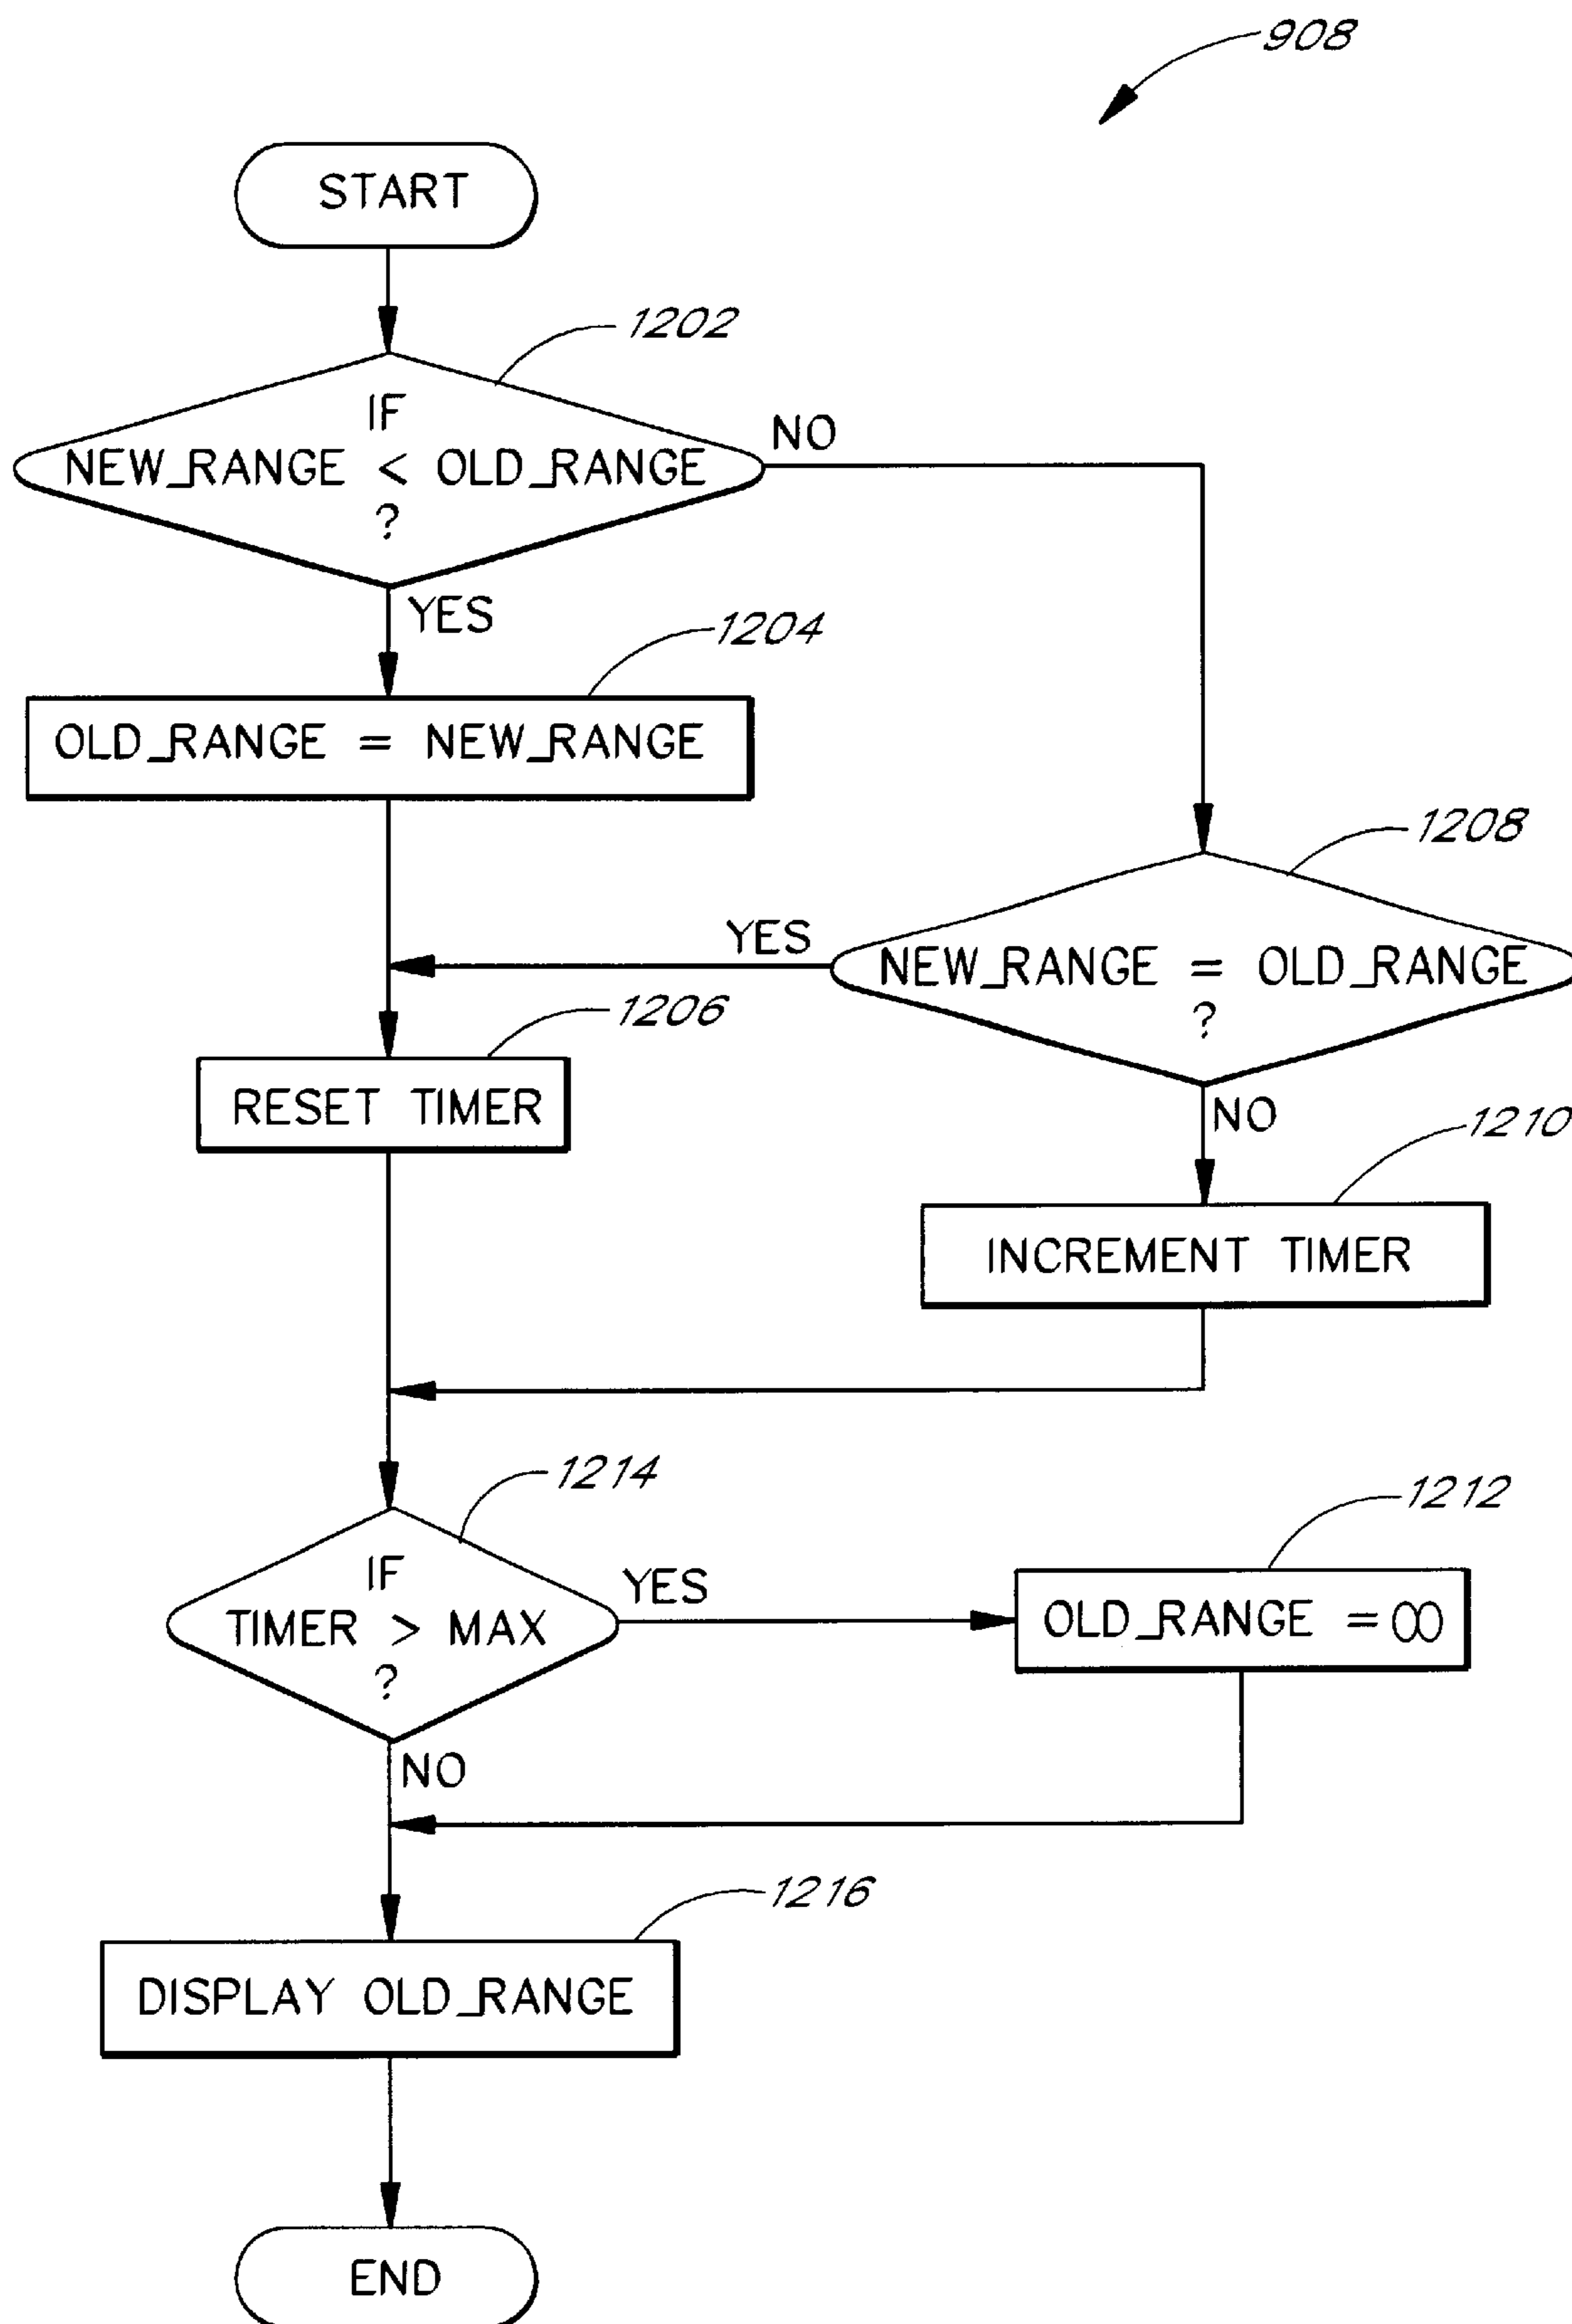 908
START
1202
IF
NEW_RANGE < OLD_RANGE
?
NO
YES
1204
OLD_RANGE = NEW_RANGE
1208
YES
NEW_RANGE = OLD_RANGE
?
1206
RESET TIMER
NO
1210
INCREMENT TIMER
1214
1212
IF
TIMER > MAX
?
YES
OLD_RANGE = ∞
NO
1216
DISPLAY OLD_RANGE
END